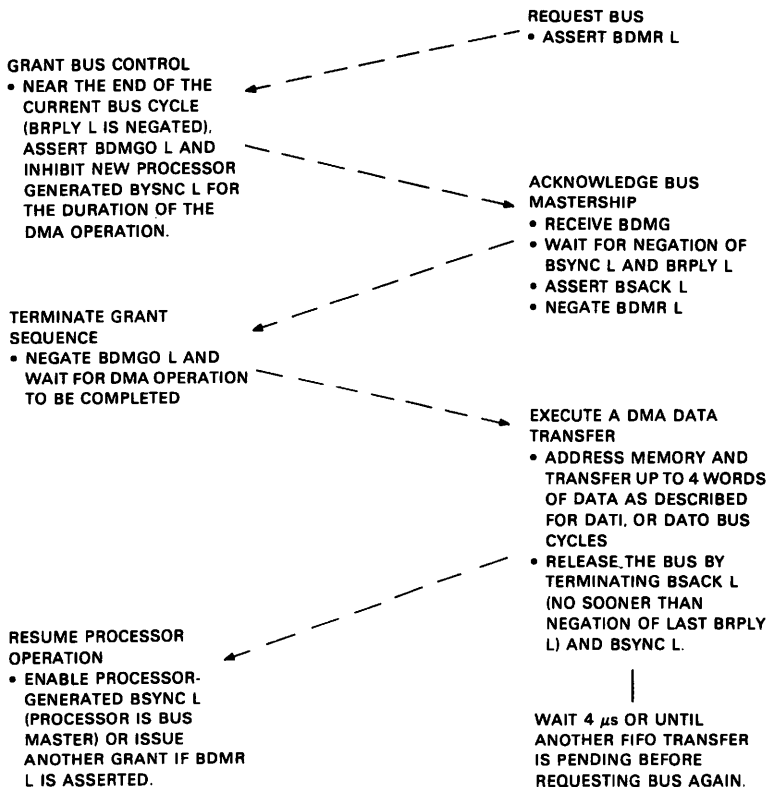 REQUEST BUS
• ASSERT BDMR L
GRANT BUS CONTROL
• NEAR THE END OF THE
CURRENT BUS CYCLE
(BRPLY L IS NEGATED),
ASSERT BDMGO L AND
INHIBIT NEW PROCESSOR
GENERATED BYSNC L FOR
THE DURATION OF THE
DMA OPERATION.
ACKNOWLEDGE BUS
MASTERSHIP
• RECEIVE BDMG
• WAIT FOR NEGATION OF
BSYNC L AND BRPLY L
• ASSERT BSACK L
• NEGATE BDMR L
TERMINATE GRANT
SEQUENCE
• NEGATE BDMGO L AND
WAIT FOR DMA OPERATION
TO BE COMPLETED
EXECUTE A DMA DATA
TRANSFER
• ADDRESS MEMORY AND
TRANSFER UP TO 4 WORDS
OF DATA AS DESCRIBED
FOR DATI, OR DATO BUS
CYCLES
• RELEASE THE BUS BY
TERMINATING BSACK L
(NO SOONER THAN
NEGATION OF LAST BRPLY
L) AND BSYNC L.
RESUME PROCESSOR
OPERATION
• ENABLE PROCESSOR-
GENERATED BSYNC L
(PROCESSOR IS BUS
MASTER) OR ISSUE
ANOTHER GRANT IF BDMR
L IS ASSERTED.
WAIT 4 μs OR UNTIL
ANOTHER FIFO TRANSFER
IS PENDING BEFORE
REQUESTING BUS AGAIN.